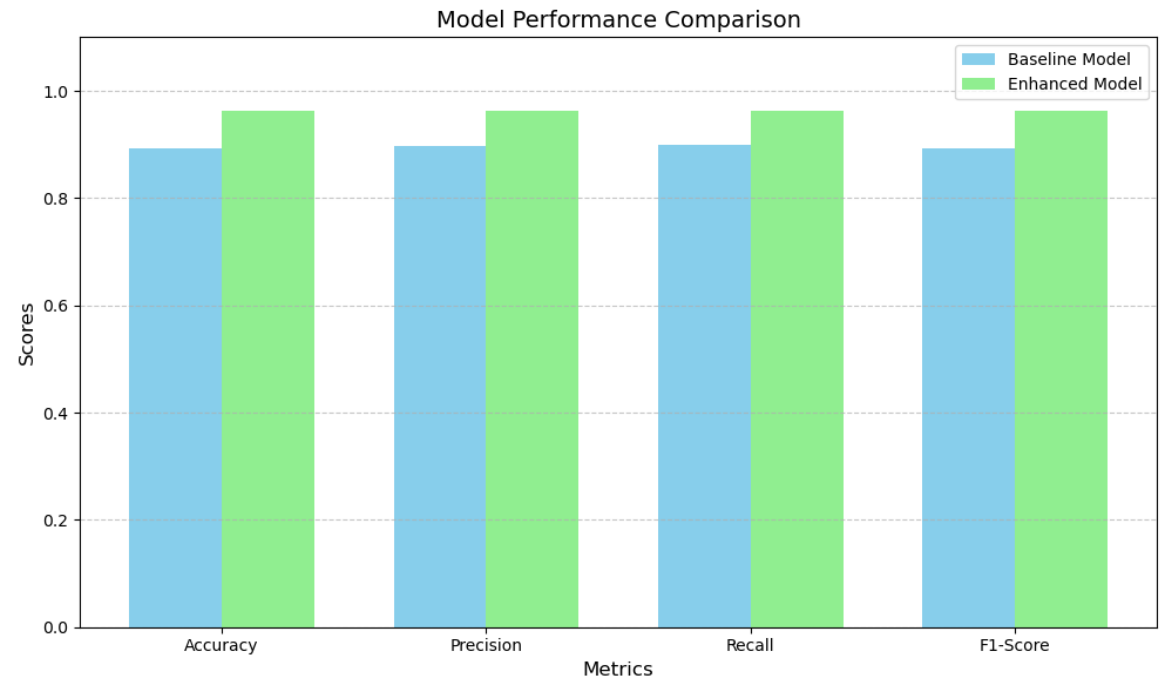 Model Performance Comparison
Baseline Model
Enhanced Model
1.0
0.8
0.6
0.4
0.2
0.0
Scores
Accuracy Precision Recall F1-Score
Metrics